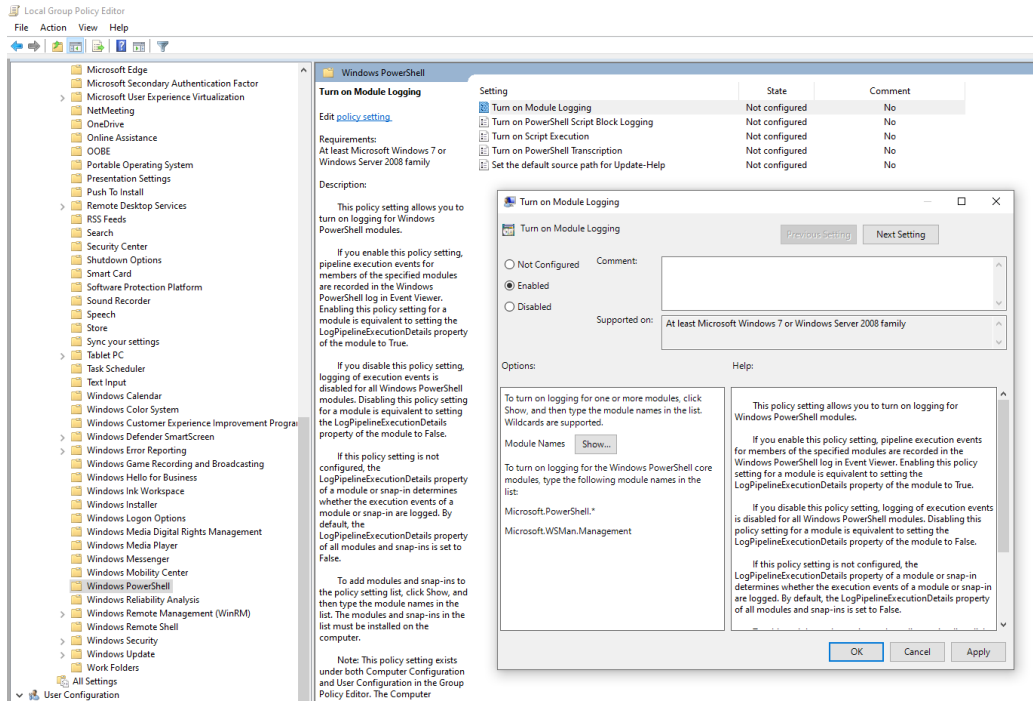 Local Group Policy Editor
File Action View Help
Microsoft Edge
Microsoft Secondary Authentication Factor
Microsoft User Experience Virtualization
NetMeeting
OneDrive
Online Assistance
OOBE
Portable Operating System
Presentation Settings
Push To Install
Remote Desktop Services
RSS Feeds
Search
Security Center
Shutdown Options
Smart Card
Software Protection Platform
Sound Recorder
Speech
Store
Sync your settings
Tablet PC
Task Scheduler
Text Input
Windows Calendar
Windows Color System
Windows Customer Experience Improvement Progra
Windows Defender SmartScreen
Windows Error Reporting
Windows Game Recording and Broadcasting
Windows Hello for Business
Windows Ink Workspace
Windows Installer
Windows Logon Options
Windows Media Digital Rights Management
Windows Media Player
Windows Messenger
Windows Mobility Center
Windows PowerShell
Windows Reliability Analysis
Windows Remote Management (WinRM)
Windows Remote Shell
Windows Security
Windows Update
Work Folders
All Settings
User Configuration
Windows PowerShell
Turn on Module Logging
Edit policy setting
Requirements:
At least Microsoft Windows 7 or
Windows Server 2008 family
Description:
This policy setting allows you to
turn on logging for Windows
PowerShell modules.
If you enable this policy setting,
pipeline execution events for
members of the specified modules
are recorded in the Windows
PowerShell log in Event Viewer.
Enabling this policy setting for a
module is equivalent to setting the
LogPipelineExecutionDetails property
of the module to True.
If you disable this policy setting,
logging of execution events is
disabled for all Windows PowerShell
modules. Disabling this policy setting
for a module is equivalent to setting
the LogPipelineExecutionDetails
property of the module to False.
If this policy setting is not
configured, the
LogPipelineExecutionDetails property
of a module or snap-in determines
whether the execution events of a
module or snap-in are logged. By
default, the
LogPipelineExecutionDetails property
of all modules and snap-ins is set to
False.
To add modules and snap-ins to
the policy setting list, click Show, and
then type the module names in the
list. The modules and snap-ins in the
list must be installed on the
computer.
Note: This policy setting exists
under both Computer Configuration
and User Configuration in the Group
Policy Editor. The Computer
Setting State Comment
Turn on Module Logging Not configured No
Turn on PowerShell Script Block Logging Not configured No
Turn on Script Execution Not configured No
Turn on PowerShell Transcription Not configured No
Set the default source path for Update-Help Not configured No
Turn on Module Logging
Turn on Module Logging
Previous Setting Next Setting
Not Configured Comment:
Enabled
Disabled
Supported on: At least Microsoft Windows 7 or Windows Server 2008 family
Options: Help:
To turn on logging for one or more modules, click
Show, and then type the module names in the list.
Wildcards are supported.
Module Names Show...
To turn on logging for the Windows PowerShell core
modules, type the following module names in the
list:
Microsoft.PowerShell.*
Microsoft.WSMan.Management
This policy setting allows you to turn on logging for
Windows PowerShell modules.
If you enable this policy setting, pipeline execution events
for members of the specified modules are recorded in the
Windows PowerShell log in Event Viewer. Enabling this policy
setting for a module is equivalent to setting the
LogPipelineExecutionDetails property of the module to True.
If you disable this policy setting, logging of execution events
is disabled for all Windows PowerShell modules. Disabling this
policy setting for a module is equivalent to setting the
LogPipelineExecutionDetails property of the module to False.
If this policy setting is not configured, the
LogPipelineExecutionDetails property of a module or snap-in
determines whether the execution events of a module or snap-in
are logged. By default, the LogPipelineExecutionDetails property
of all modules and snap-ins is set to False.
OK Cancel Apply